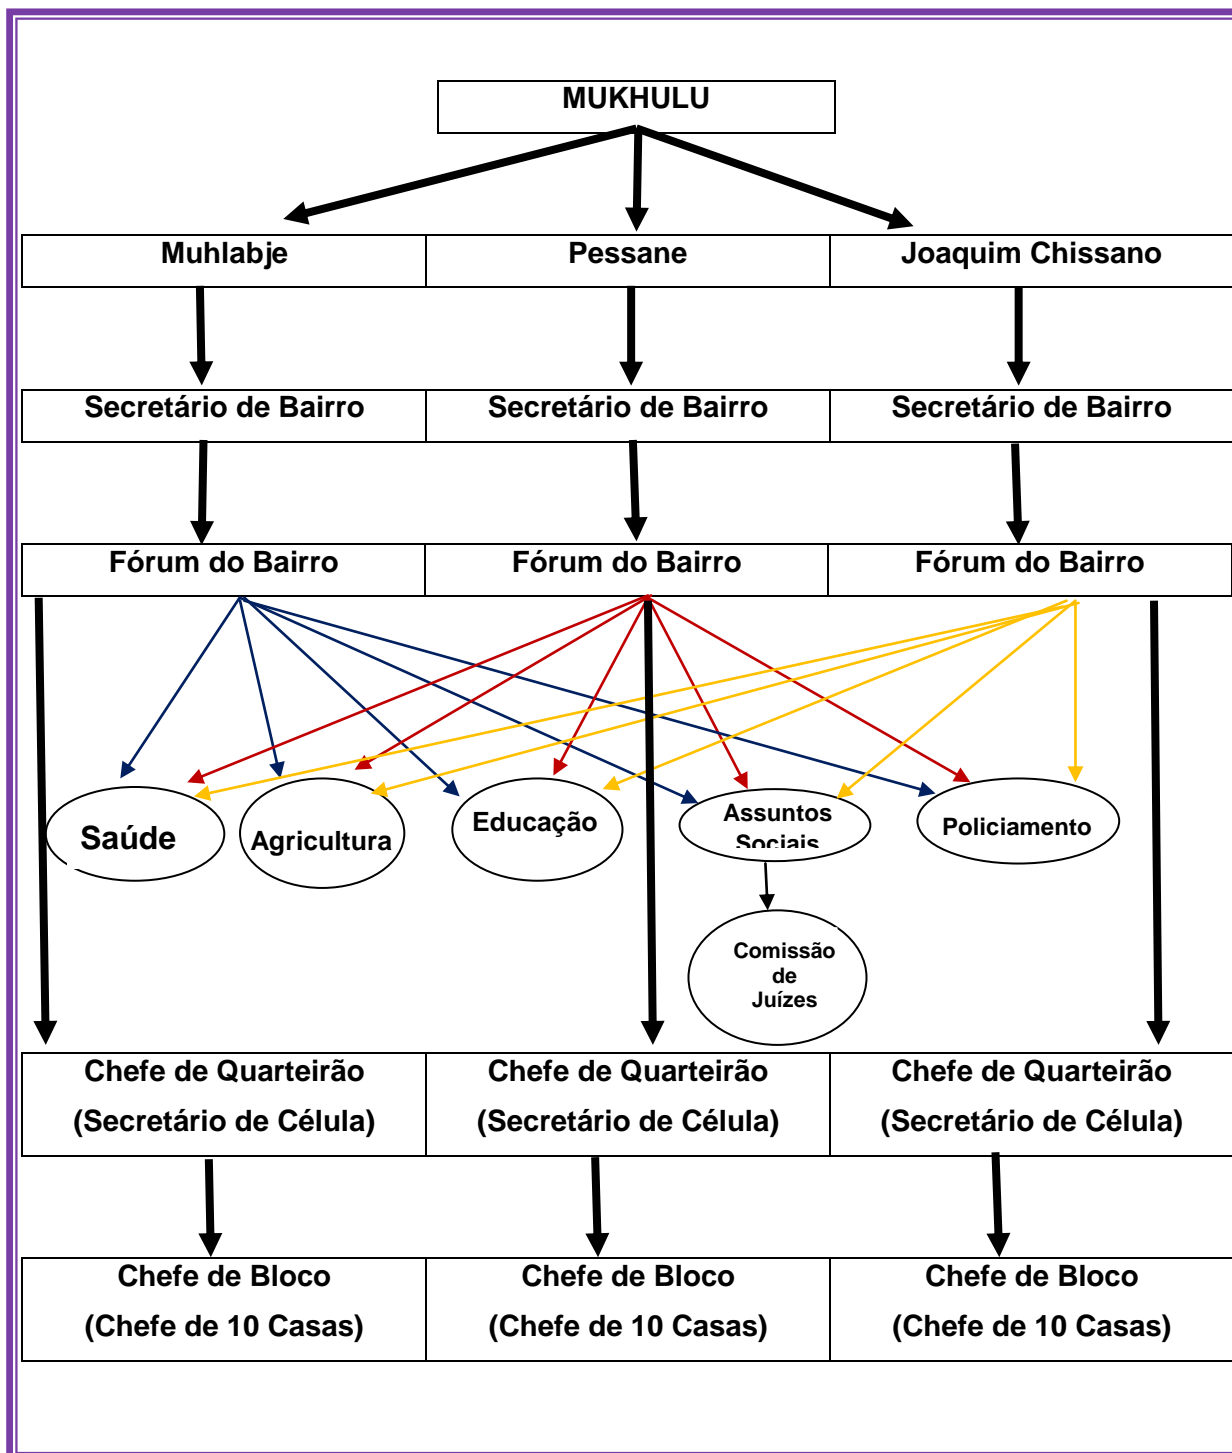 MUKHULU
Muhlabje Pessane Joaquim Chissano
Secretário de Bairro Secretário de Bairro Secretário de Bairro
Fórum do Bairro Fórum do Bairro Fórum do Bairro
Saúde
Agricultura
Educação
Assuntos
Sociais
Policiamento
Comissão
de
Juízes
Chefe de Quarteirão Chefe de Quarteirão Chefe de Quarteirão
(Secretário de Célula) (Secretário de Célula) (Secretário de Célula)
Chefe de Bloco Chefe de Bloco Chefe de Bloco
(Chefe de 10 Casas) (Chefe de 10 Casas) (Chefe de 10 Casas)